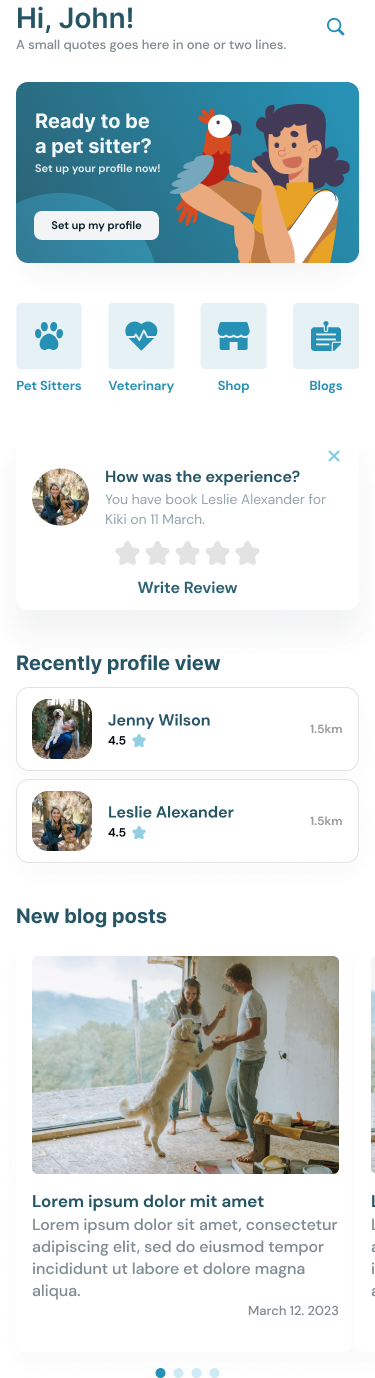 Hi, John!
A small quotes goes here in one or two lines.
Ready to be
a pet sitter?
Set up your profile now!
Set up my profile
Pet Sitters
Veterinary
Shop
Blogs
How was the experience?
You have book Leslie Alexander for
Kiki on 11 March.
Write Review
Recently profile view
Jenny Wilson
4.5
1.5km
Leslie Alexander
4.5
1.5km
New blog posts
Lorem ipsum dolor mit amet
Lorem ipsum dolor sit amet, consectetur
adipiscing elit, sed do eiusmod tempor
incididunt ut labore et dolore magna
aliqua.
March 12. 2023